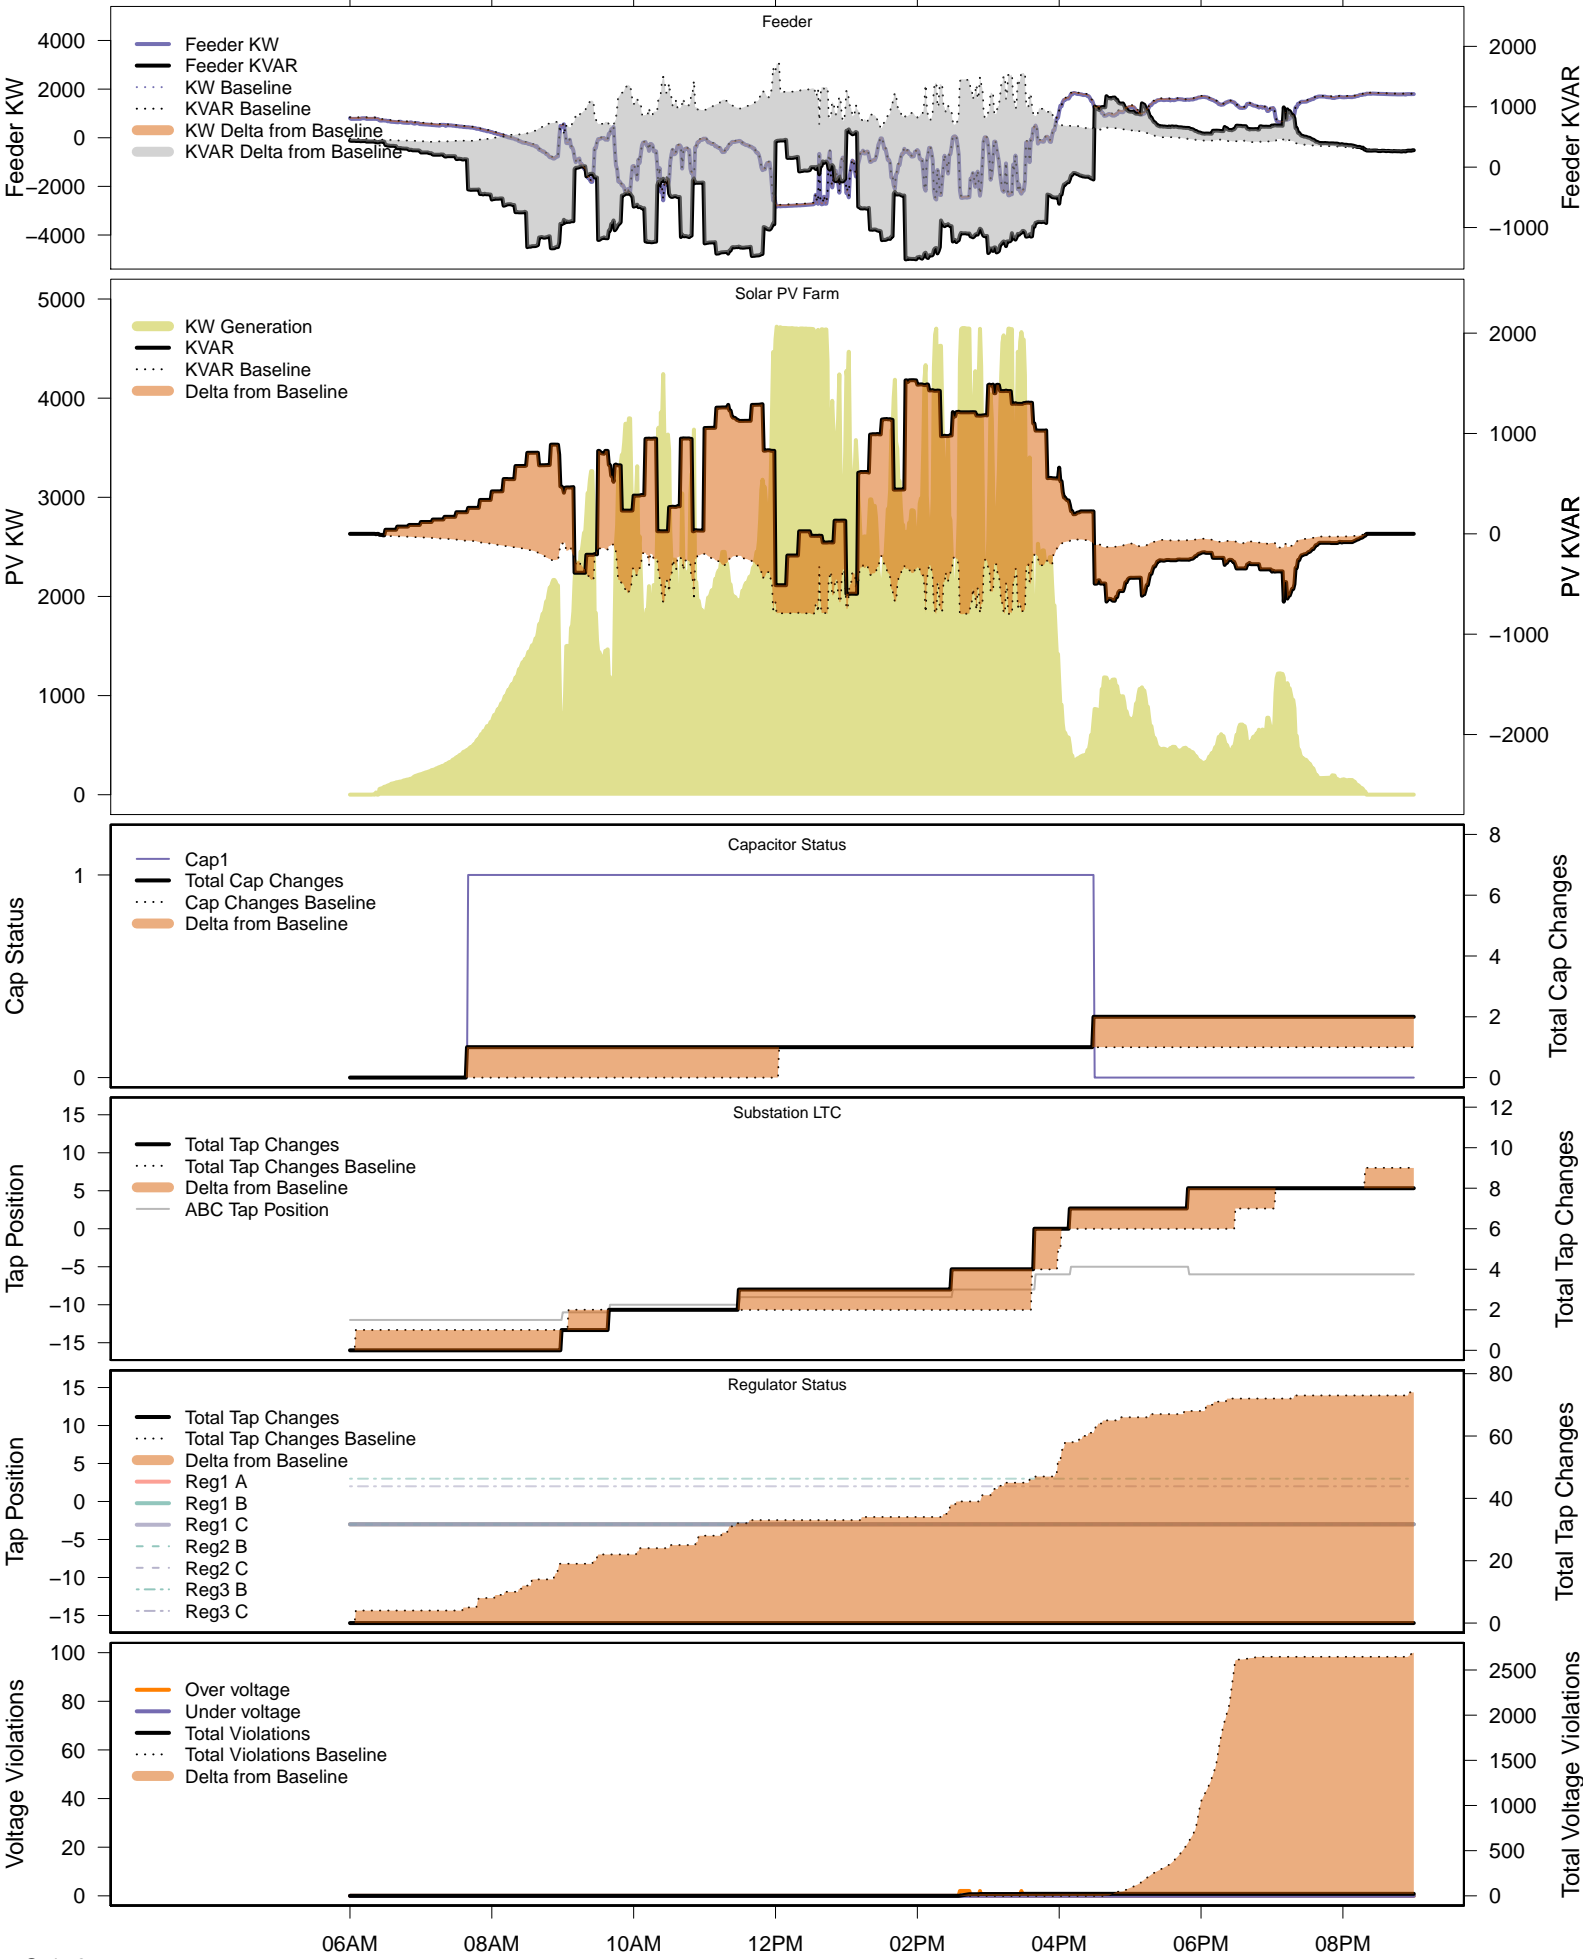 Feeder
Feeder KW
Feeder KVAR
KW Baseline
KVAR Baseline
KW Delta from Baseline
KVAR Delta from Baseline
4000
2000
0
−2000
−4000
Feeder KW
2000
1000
0
−1000
Feeder KVAR
Solar PV Farm
KW Generation
KVAR
KVAR Baseline
Delta from Baseline
5000
4000
3000
2000
1000
0
PV KW
2000
1000
0
−1000
−2000
PV KVAR
Capacitor Status
Cap1
Total Cap Changes
Cap Changes Baseline
Delta from Baseline
1
0
Cap Status
8
6
4
2
0
Total Cap Changes
Substation LTC
Total Tap Changes
Total Tap Changes Baseline
Delta from Baseline
ABC Tap Position
15
10
5
0
−5
−10
−15
Tap Position
12
10
8
6
4
2
0
Total Tap Changes
Regulator Status
Total Tap Changes
Total Tap Changes Baseline
Delta from Baseline
Reg1 A
Reg1 B
Reg1 C
Reg2 B
Reg2 C
Reg3 B
Reg3 C
15
10
5
0
−5
−10
−15
Tap Position
80
60
40
20
0
Total Tap Changes
Over voltage
Under voltage
Total Violations
Total Violations Baseline
Delta from Baseline
100
80
60
40
20
0
Voltage Violations
2500
2000
1500
1000
500
0
Total Voltage Violations
06AM
08AM
10AM
12PM
02PM
04PM
06PM
08PM